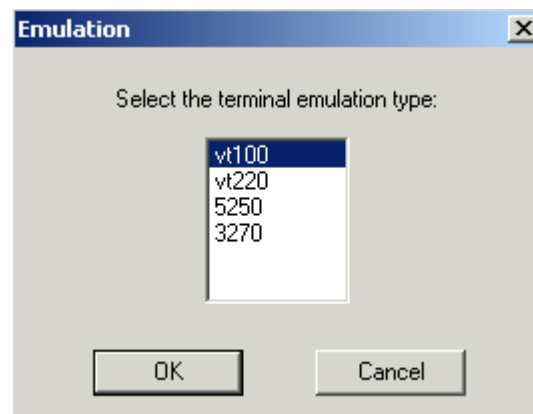 Emulation
Select the terminal emulation type:
vt100
vt220
5250
3270
OK
Cancel